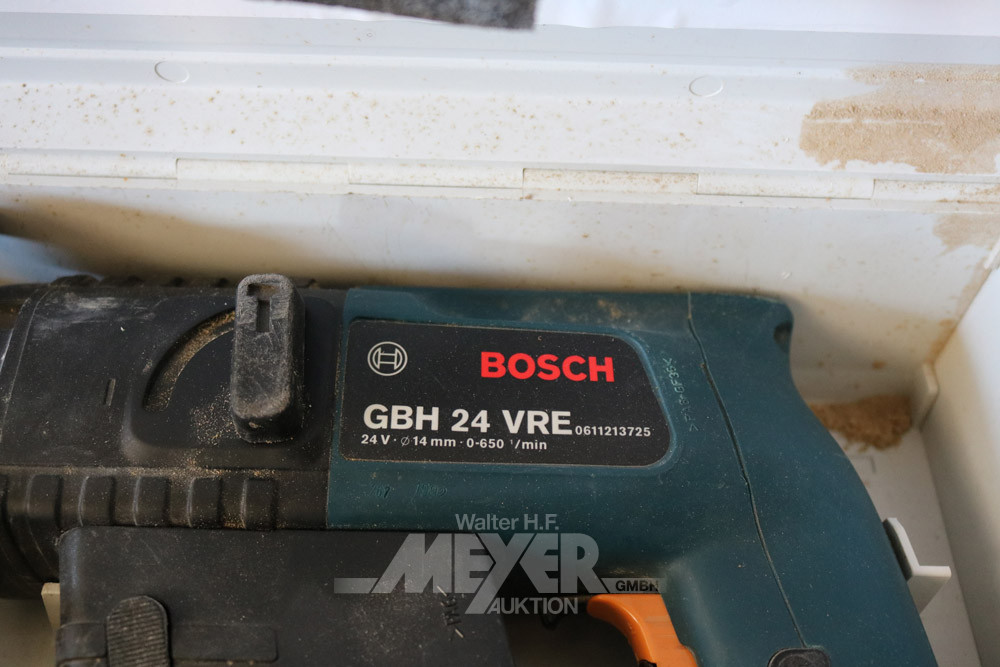 BOSCH
GBH 24 VRE 0611213725
24 V · ⌀ 14 mm · 0-650 ¹/min
Walter H.F.
MEYER
GMBH
AUKTION